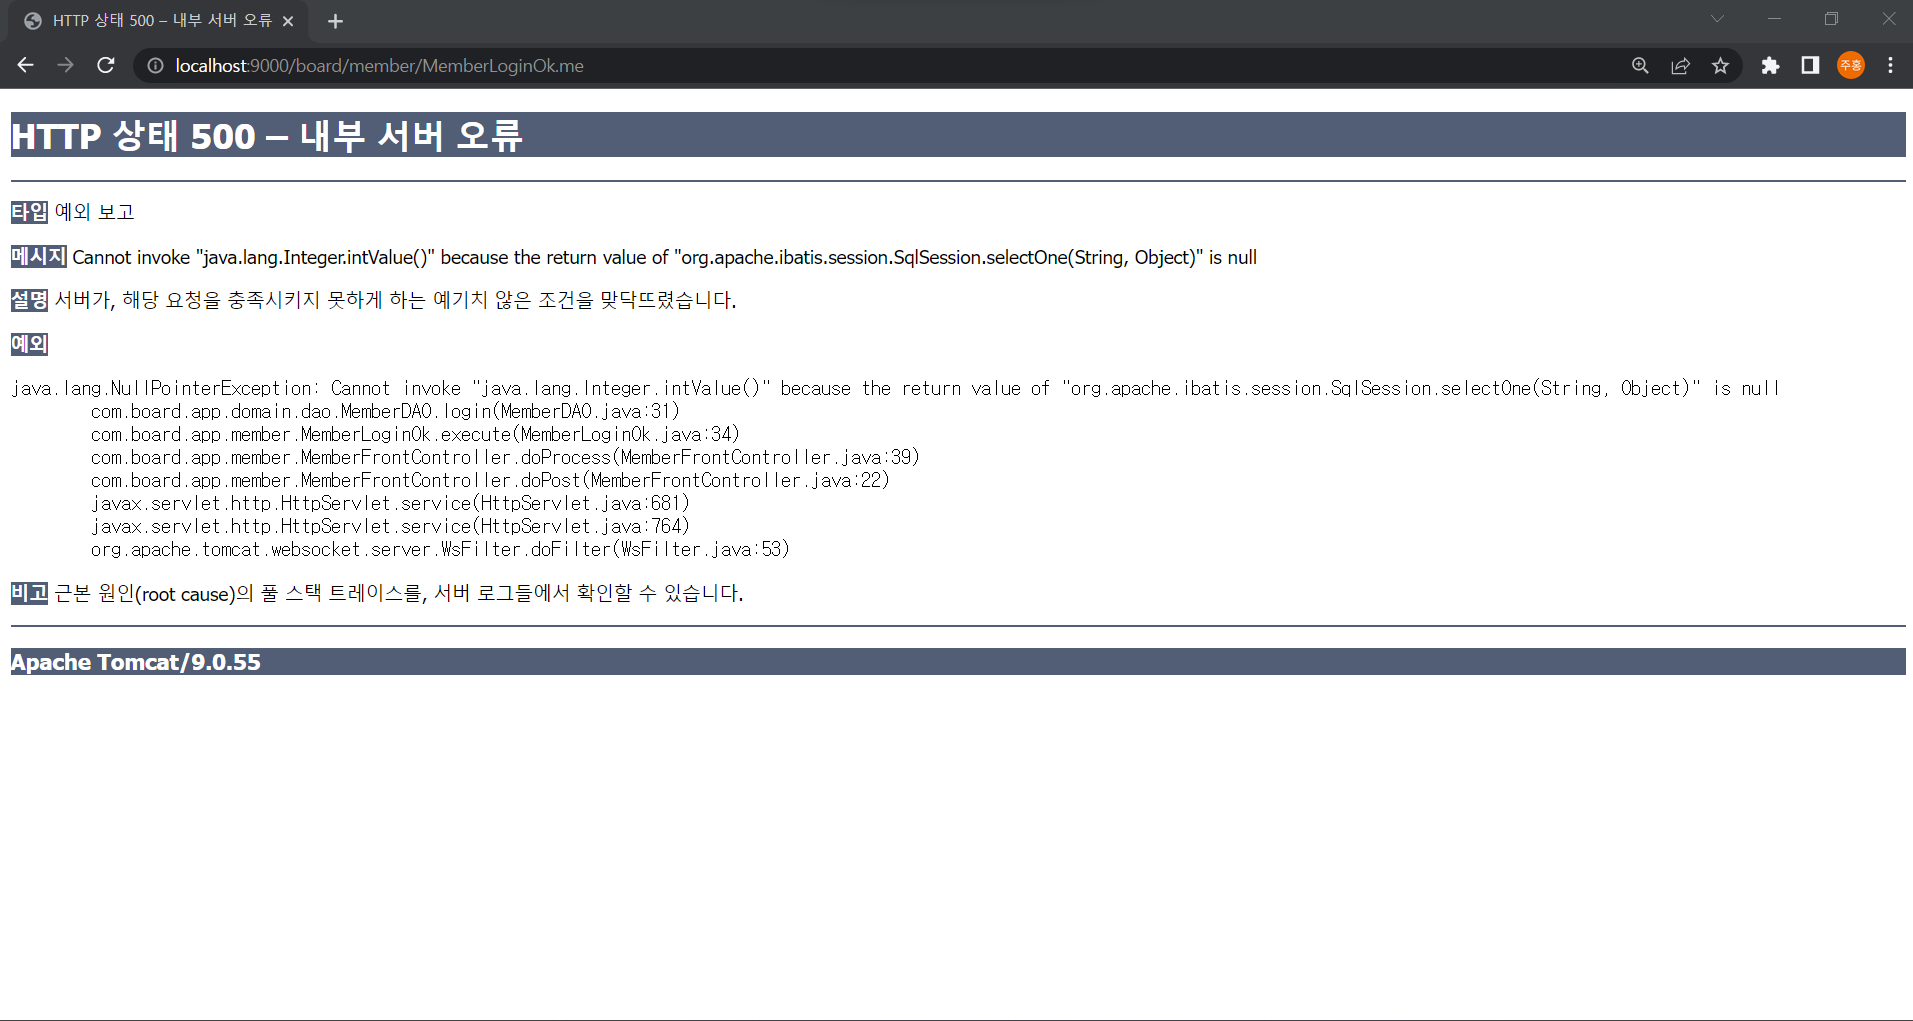 HTTP 상태 500 – 내부 서버 오류
localhost:9000/board/member/MemberLoginOk.me
주홍
HTTP 상태 500 – 내부 서버 오류
타입 예외 보고
메시지 Cannot invoke "java.lang.Integer.intValue()" because the return value of "org.apache.ibatis.session.SqlSession.selectOne(String, Object)" is null
설명 서버가, 해당 요청을 충족시키지 못하게 하는 예기치 않은 조건을 맞닥뜨렸습니다.
예외
java.lang.NullPointerException: Cannot invoke "java.lang.Integer.intValue()" because the return value of "org.apache.ibatis.session.SqlSession.selectOne(String, Object)" is null
com.board.app.domain.dao.MemberDAO.login(MemberDAO.java:31)
com.board.app.member.MemberLoginOk.execute(MemberLoginOk.java:34)
com.board.app.member.MemberFrontController.doProcess(MemberFrontController.java:39)
com.board.app.member.MemberFrontController.doPost(MemberFrontController.java:22)
javax.servlet.http.HttpServlet.service(HttpServlet.java:681)
javax.servlet.http.HttpServlet.service(HttpServlet.java:764)
org.apache.tomcat.websocket.server.WsFilter.doFilter(WsFilter.java:53)
비고 근본 원인(root cause)의 풀 스택 트레이스를, 서버 로그들에서 확인할 수 있습니다.
Apache Tomcat/9.0.55